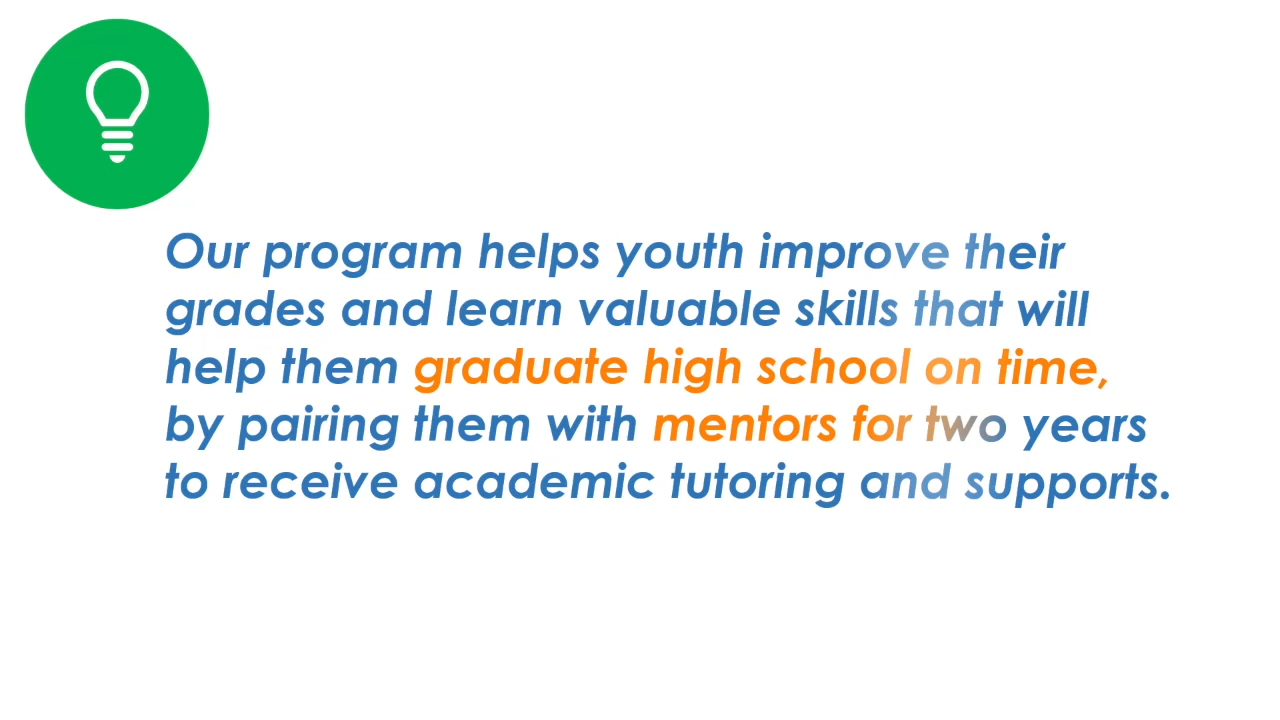 Our program helps youth improve their
grades and learn valuable skills that will
help them graduate high school on time,
by pairing them with mentors for two years
to receive academic tutoring and supports.